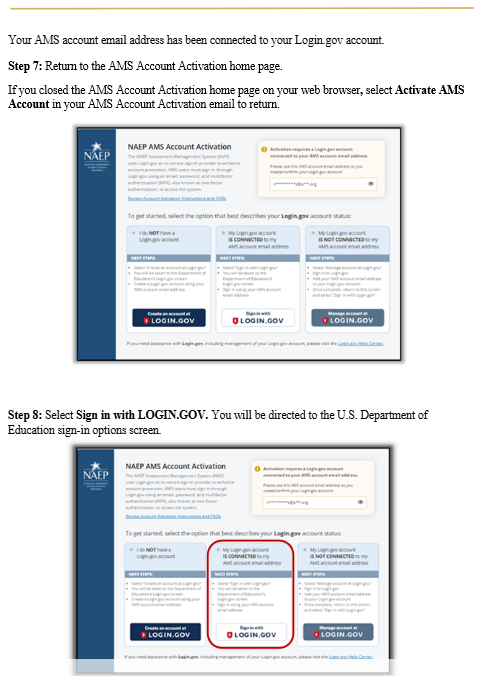 Your AMS account email address has been connected to your Login.gov account.
Step 7: Return to the AMS Account Activation home page.
If you closed the AMS Account Activation home page on your web browser, select Activate AMS
Account in your AMS Account Activation email to return.
NAEP
NAEP AMS Account Activation
The NAEP Assessment Management System (AMS)
uses Login.gov as its secure sign-in provider to enhance
account protection. AMS users must sign in through
Login.gov using an email, password, and multifactor
authentication (MFA), also known as two-factor
authentication, to access the system.
Review Account Activation Instructions and FAQs
Activation requires a Login.gov account
connected to your AMS account email address.
Please use this AMS account email address as you
create/confirm your Login.gov account:
To get started, select the option that best describes your Login.gov account status:
I do NOT have a
Login.gov account
NEXT STEPS:
Select "Create an account at Login.gov"
You will be taken to the Department of
Education's Login.gov screen
Create a Login.gov account using your
AMS account email address
Create an account at
LOGIN.GOV
My Login.gov account
IS CONNECTED to my
AMS account email address
NEXT STEPS:
Select "Sign in with Login.gov"
You will be taken to the
Department of Education's
Login.gov screen
Sign in using your AMS account
email address
Sign in with
LOGIN.GOV
My Login.gov account
IS NOT CONNECTED to my
AMS account email address
NEXT STEPS:
Select "Manage account at Login.gov"
Sign in to Login.gov
Add your AMS account email address
to your Login.gov account
Once complete, return to this screen
and select "Sign in with Login.gov"
Manage account at
LOGIN.GOV
If you need assistance with Login.gov, including management of your Login.gov account, please visit the Login.gov Help Center.
Step 8: Select Sign in with LOGIN.GOV. You will be directed to the U.S. Department of
Education sign-in options screen.
NAEP
NAEP AMS Account Activation
The NAEP Assessment Management System (AMS)
uses Login.gov as its secure sign-in provider to enhance
account protection. AMS users must sign in through
Login.gov using an email, password, and multifactor
authentication (MFA), also known as two-factor
authentication, to access the system.
Review Account Activation Instructions and FAQs
Activation requires a Login.gov account
connected to your AMS account email address.
Please use this AMS account email address as you
create/confirm your Login.gov account:
To get started, select the option that best describes your Login.gov account status:
I do NOT have a
Login.gov account
NEXT STEPS:
Select "Create an account at Login.gov"
You will be taken to the Department of
Education's Login.gov screen
Create a Login.gov account using your
AMS account email address
Create an account at
LOGIN.GOV
My Login.gov account
IS CONNECTED to my
AMS account email address
NEXT STEPS:
Select "Sign in with Login.gov"
You will be taken to the
Department of Education's
Login.gov screen
Sign in using your AMS account
email address
Sign in with
LOGIN.GOV
My Login.gov account
IS NOT CONNECTED to my
AMS account email address
NEXT STEPS:
Select "Manage account at Login.gov"
Sign in to Login.gov
Add your AMS account email address
to your Login.gov account
Once complete, return to this screen
and select "Sign in with Login.gov"
Manage account at
LOGIN.GOV
If you need assistance with Login.gov, including management of your Login.gov account, please visit the Login.gov Help Center.